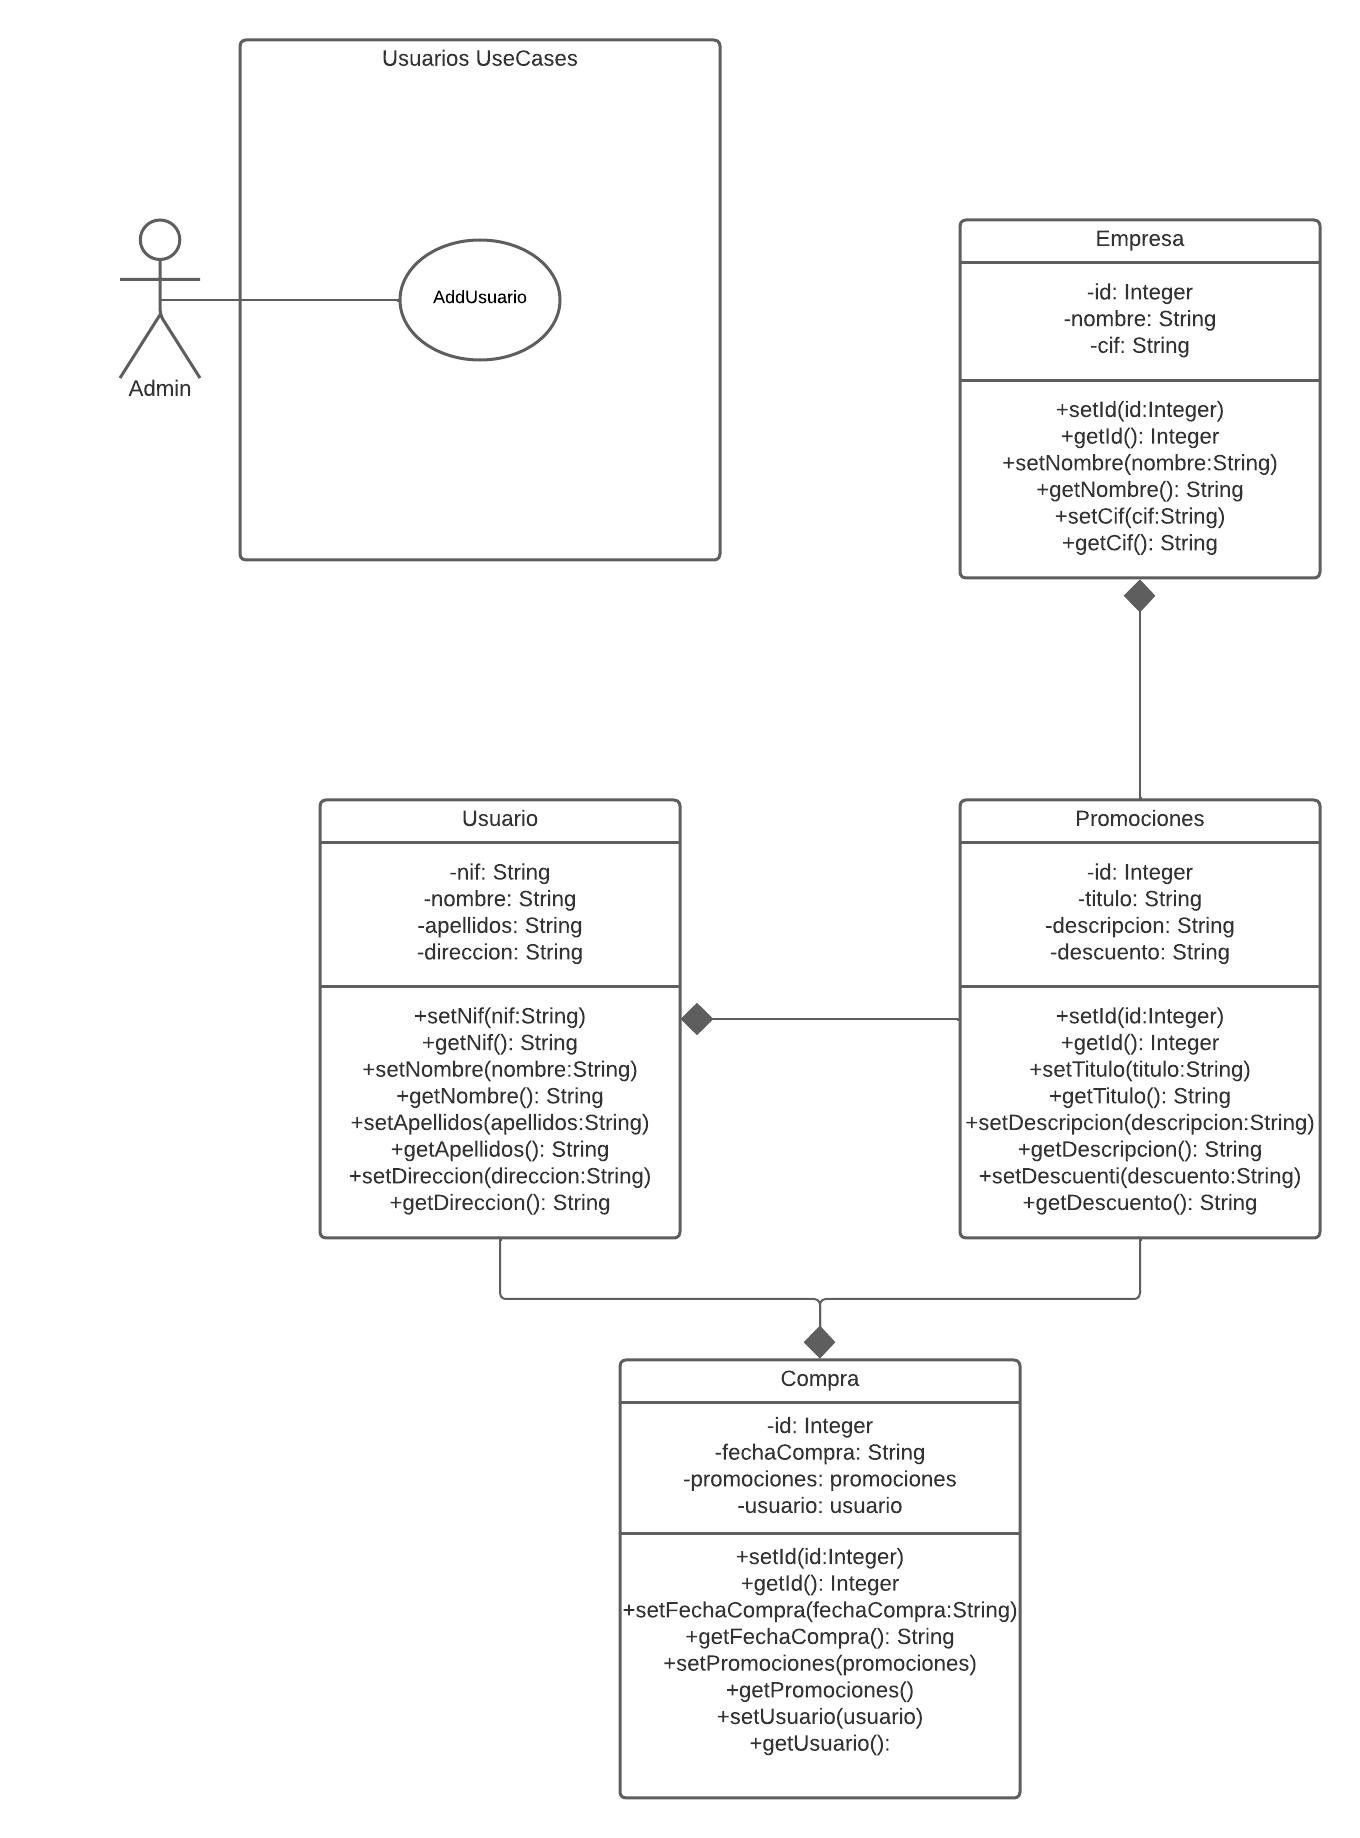 Usuarios UseCases
AddUsuario
Admin
Empresa
-id: Integer
-nombre: String
-cif: String
+setId(id:Integer)
+getId(): Integer
+setNombre(nombre:String)
+getNombre(): String
+setCif(cif:String)
+getCif(): String
Usuario
-nif: String
-nombre: String
-apellidos: String
-direccion: String
+setNif(nif:String)
+getNif(): String
+setNombre(nombre:String)
+getNombre(): String
+setApellidos(apellidos:String)
+getApellidos(): String
+setDireccion(direccion:String)
+getDireccion(): String
Promociones
-id: Integer
-titulo: String
-descripcion: String
-descuento: String
+setId(id:Integer)
+getId(): Integer
+setTitulo(titulo:String)
+getTitulo(): String
+setDescripcion(descripcion:String)
+getDescripcion(): String
+setDescuenti(descuento:String)
+getDescuento(): String
Compra
-id: Integer
-fechaCompra: String
-promociones: promociones
-usuario: usuario
+setId(id:Integer)
+getId(): Integer
+setFechaCompra(fechaCompra:String)
+getFechaCompra(): String
+setPromociones(promociones)
+getPromociones()
+setUsuario(usuario)
+getUsuario():